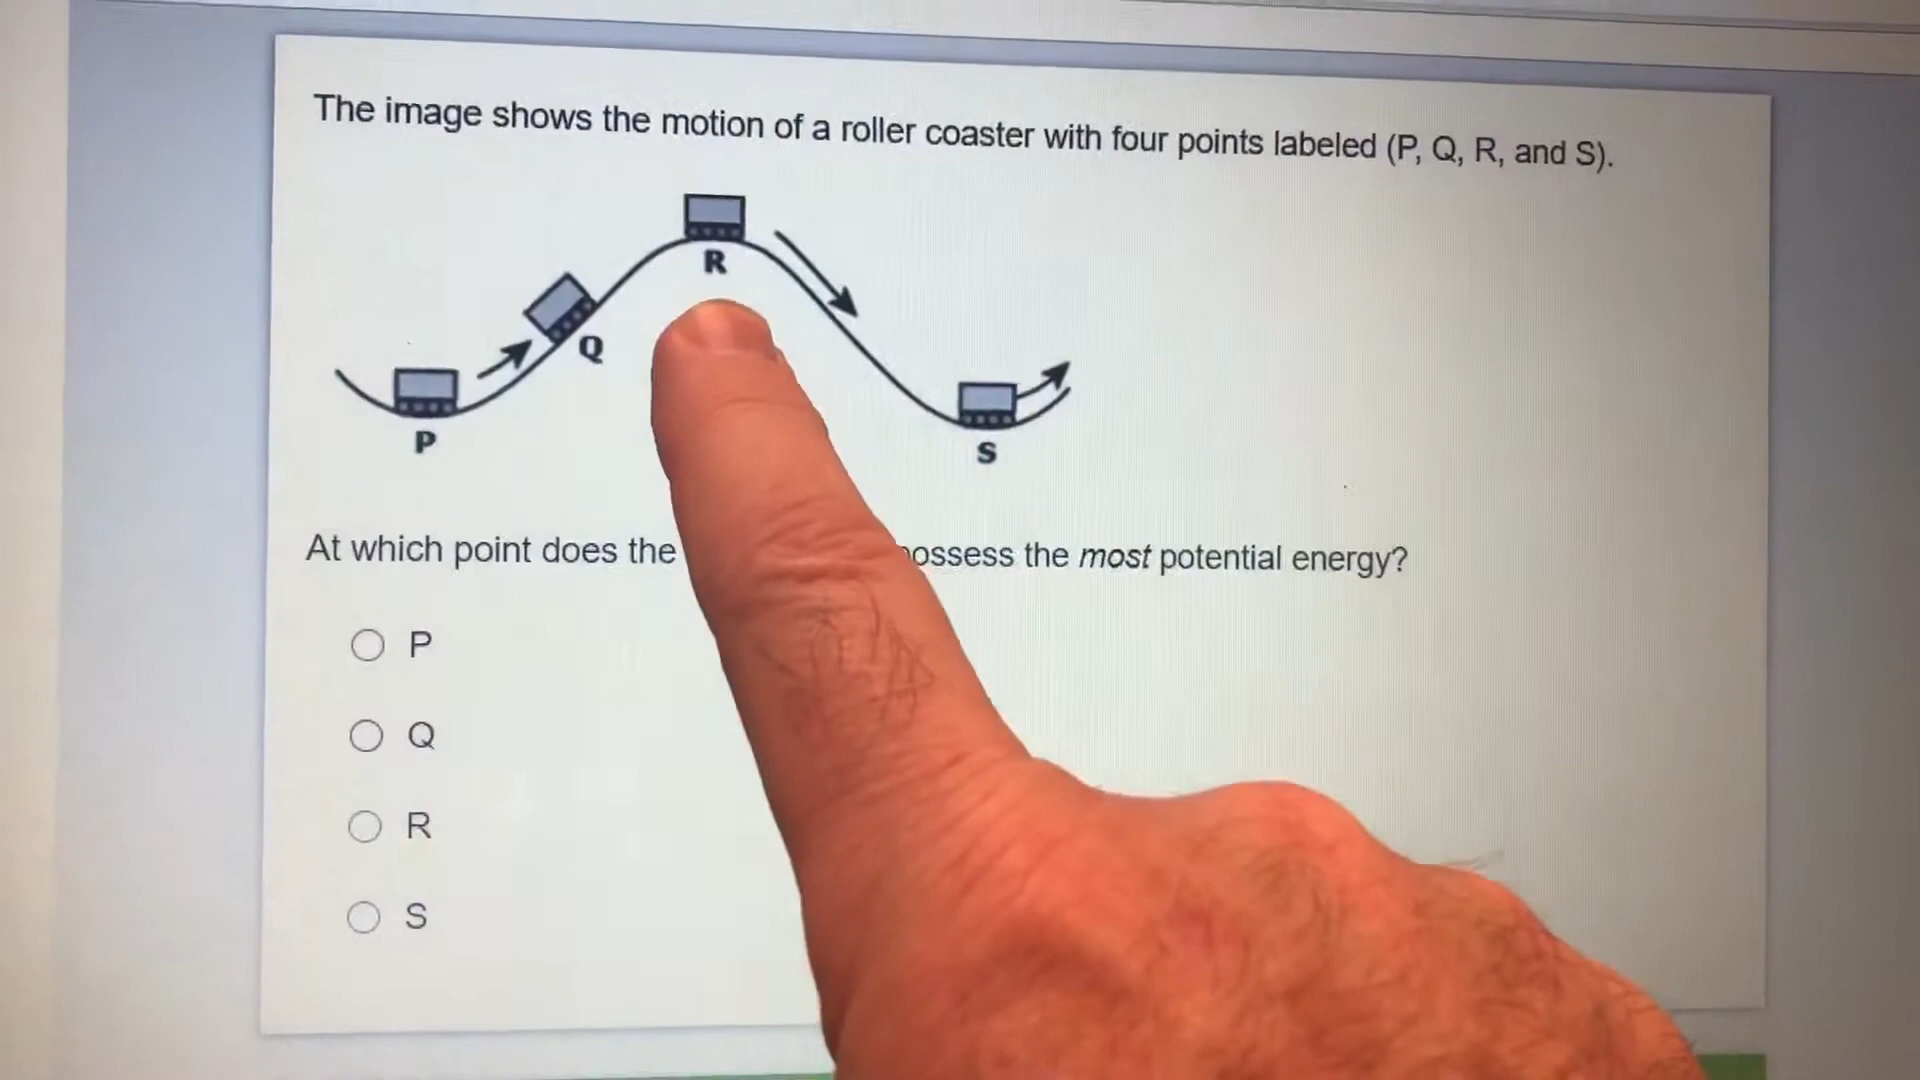 The image shows the motion of a roller coaster with four points labeled (P, Q, R, and S).
R
Q
P
S
At which point does the
the most potential energy?
P
Q
R
S